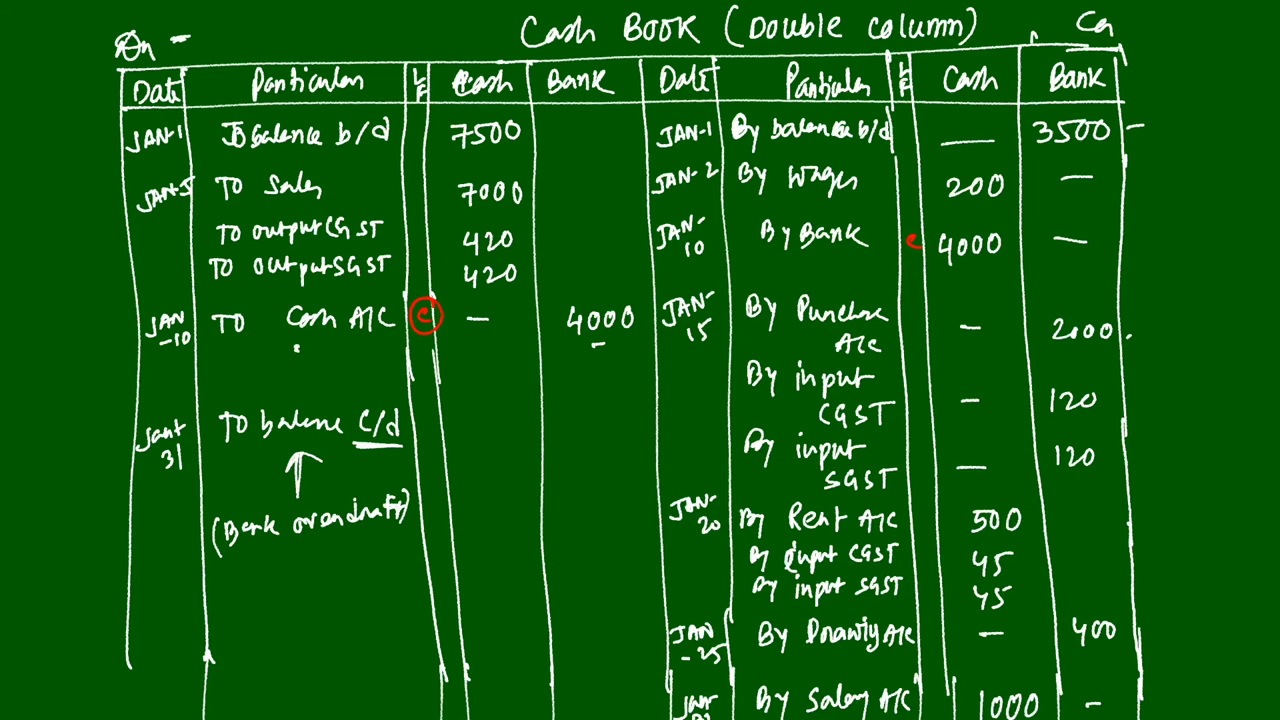 Dr Cash BOOK (Double column) Cr
Date Particular LF Cash Bank Date Particular LF Cash Bank
JAN-1 To balance b/d 7500 JAN-1 By balance b/d — 3500
JAN-5 To Sales 7000 JAN-2 By Wages 200 —
To output CGST 420 JAN-10 By Bank C 4000 —
To output SGST 420
JAN-10 To Cash A/C C — 4000 JAN-15 By Purchase A/C — 2000
By input CGST — 120
JAN 31 To balance C/d By input SGST — 120
(Bank overdraft) JAN-20 By Rent A/C 500
By input CGST 45
By input SGST 45
JAN-25 By Drawing A/C — 400
By Salary A/C 1000 —